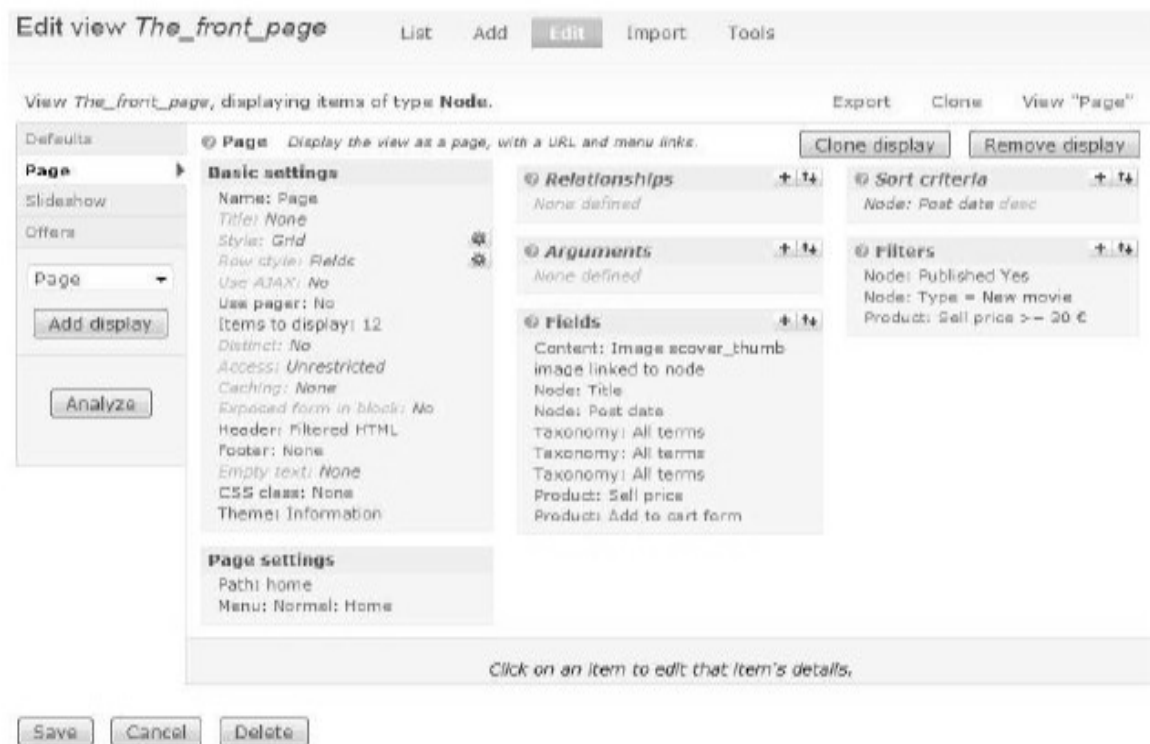 Edit view The_front_page
List Add Edit Import Tools
View The_front_page, displaying items of type Node.
Export Clone View "Page"
Defaults
Page
Slideshow
Offers
Page
Add display
Analyze
Page Display the view as a page, with a URL and menu links.
Clone display Remove display
Basic settings
Name: Page
Title: None
Style: Grid
Row style: Fields
Use AJAX: No
Use pager: No
Items to display: 12
Distinct: No
Access: Unrestricted
Caching: None
Exposed form in block: No
Header: Filtered HTML
Footer: None
Empty text: None
CSS class: None
Theme: Information
Page settings
Path: home
Menu: Normal: Home
Relationships
None defined
Arguments
None defined
Fields
Content: Image scover_thumb
image linked to node
Node: Title
Node: Post date
Taxonomy: All terms
Taxonomy: All terms
Taxonomy: All terms
Product: Sell price
Product: Add to cart form
Sort criteria
Node: Post date desc
Filters
Node: Published Yes
Node: Type = New movie
Product: Sell price >= 20 €
Click on an item to edit that item's details.
Save Cancel Delete